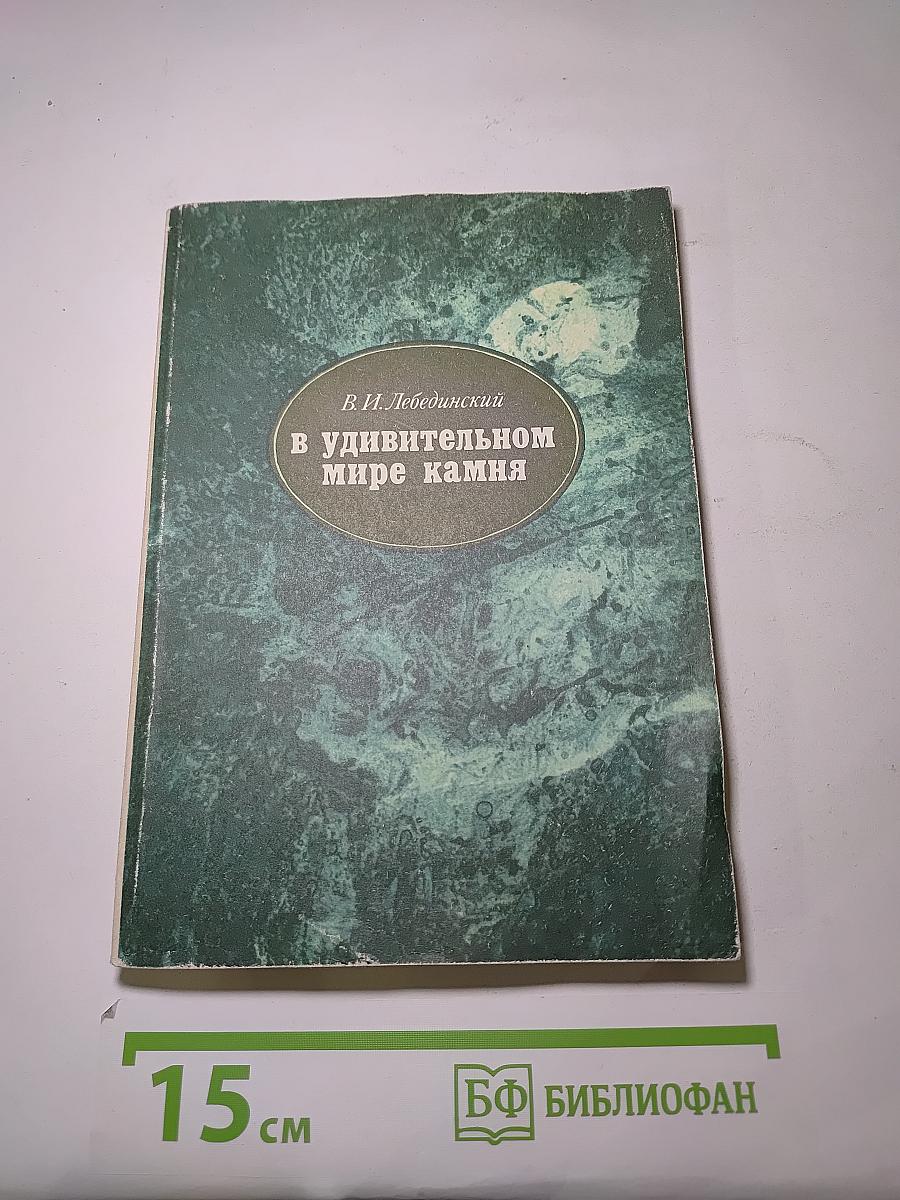 В. И. Лебединский
в удивительном
мире камня
15 см
БФ БИБЛИОФАН